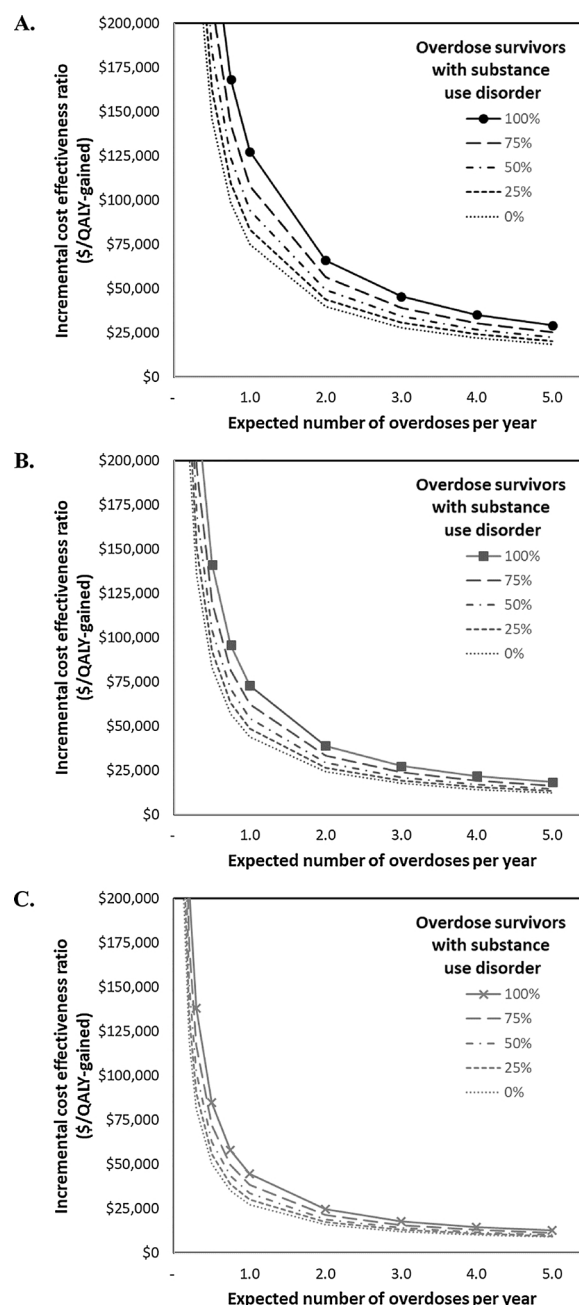 A.
$200,000
$175,000
$150,000
$125,000
$100,000
$75,000
$50,000
$25,000
$0
Incremental cost effectiveness ratio
($/QALY-gained)
Overdose survivors
with substance
use disorder
100%
75%
50%
25%
0%
- 1.0 2.0 3.0 4.0 5.0
Expected number of overdoses per year
B.
$200,000
$175,000
$150,000
$125,000
$100,000
$75,000
$50,000
$25,000
$0
Incremental cost effectiveness ratio
($/QALY-gained)
Overdose survivors
with substance
use disorder
100%
75%
50%
25%
0%
- 1.0 2.0 3.0 4.0 5.0
Expected number of overdoses per year
C.
$200,000
$175,000
$150,000
$125,000
$100,000
$75,000
$50,000
$25,000
$0
Incremental cost effectiveness ratio
($/QALY-gained)
Overdose survivors
with substance
use disorder
100%
75%
50%
25%
0%
- 1.0 2.0 3.0 4.0 5.0
Expected number of overdoses per year